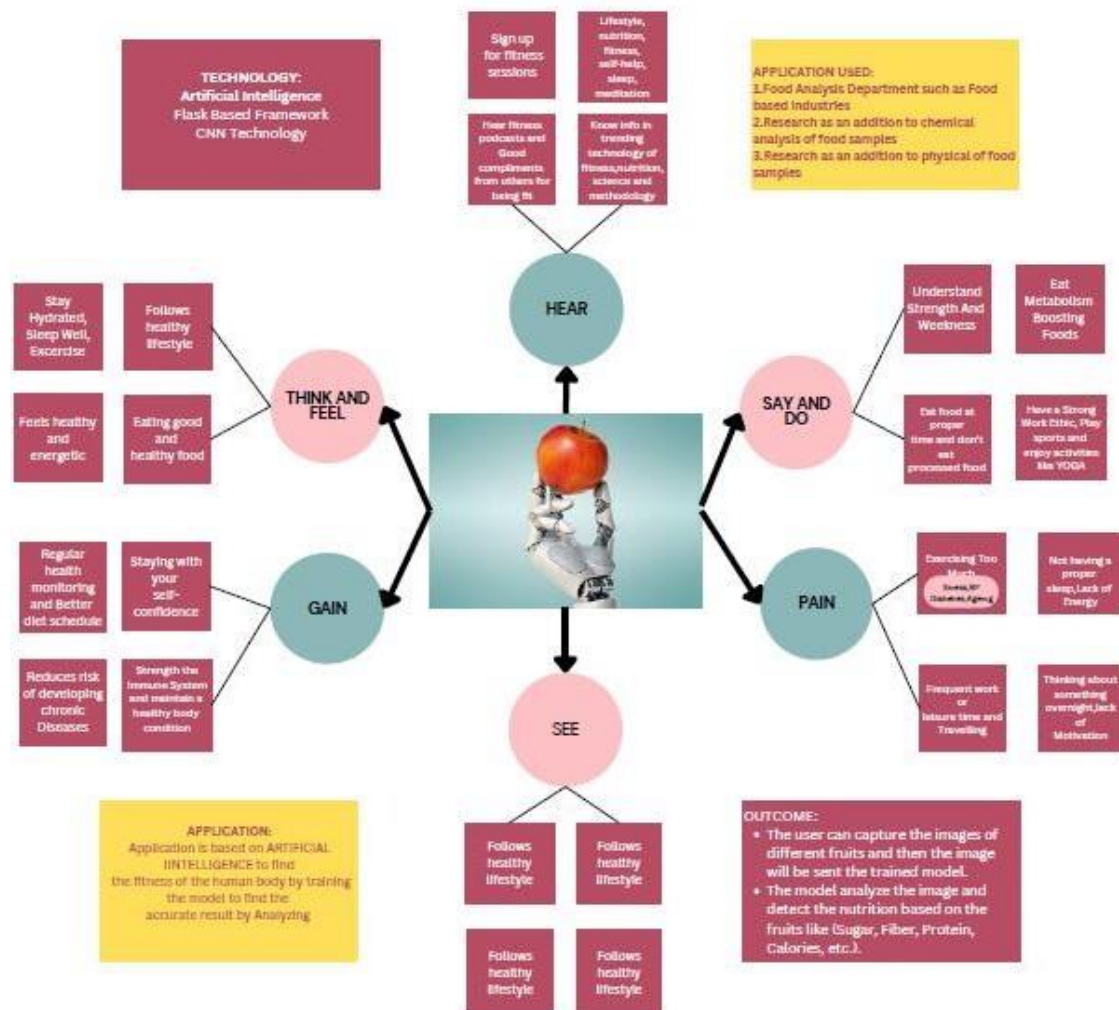 TECHNOLOGY:
Artificial Intelligence
Flask Based Framework
CNN Technology
Sign up
for fitness
sessions
Lifestyle,
nutrition,
fitness,
self-help,
sleep,
meditation
Hear fitness
podcasts and
Good
compliments
from others for
being fit
Know info in
trending
technology of
fitness,nutrition,
science and
methodology
APPLICATION USED:
1.Food Analysis Department such as Food
based industries
2.Research as an addition to chemical
analysis of food samples
3.Research as an addition to physical of food
samples
HEAR
Stay
Hydrated,
Sleep Well,
Excercise
Follows
healthy
lifestyle
Feels healthy
and
energetic
Eating good
and
healthy food
THINK AND
FEEL
SAY AND
DO
Understand
Strength And
Weekness
Eat
Metabolism
Boosting
Foods
Eat food at
proper
time and don't
eat
processed food
Have a Strong
Work Ethic, Play
sports and
enjoy activities
like YOGA
Regular
health
monitoring
and Better
diet schedule
Staying with
your
self-
confidence
Reduces risk
of developing
chronic
Diseases
Strength the
Immune System
and maintain a
healthy body
condition
GAIN
PAIN
Exercising Too
Much
Diabetes,Ageing
Not having a
proper
sleep,Lack of
Energy
Frequent work
or
leisure time and
Travelling
Thinking about
something
overnight,lack
of
Motivation
SEE
Follows
healthy
lifestyle
Follows
healthy
lifestyle
Follows
healthy
lifestyle
Follows
healthy
lifestyle
APPLICATION:
Application is based on ARTIFICIAL
IINTELLIGENCE to find
the fitness of the human body by training
the model to find the
accurate result by Analyzing
OUTCOME:
• The user can capture the images of
different fruits and then the image
will be sent the trained model.
• The model analyze the image and
detect the nutrition based on the
fruits like (Sugar, Fiber, Protein,
Calories, etc.).